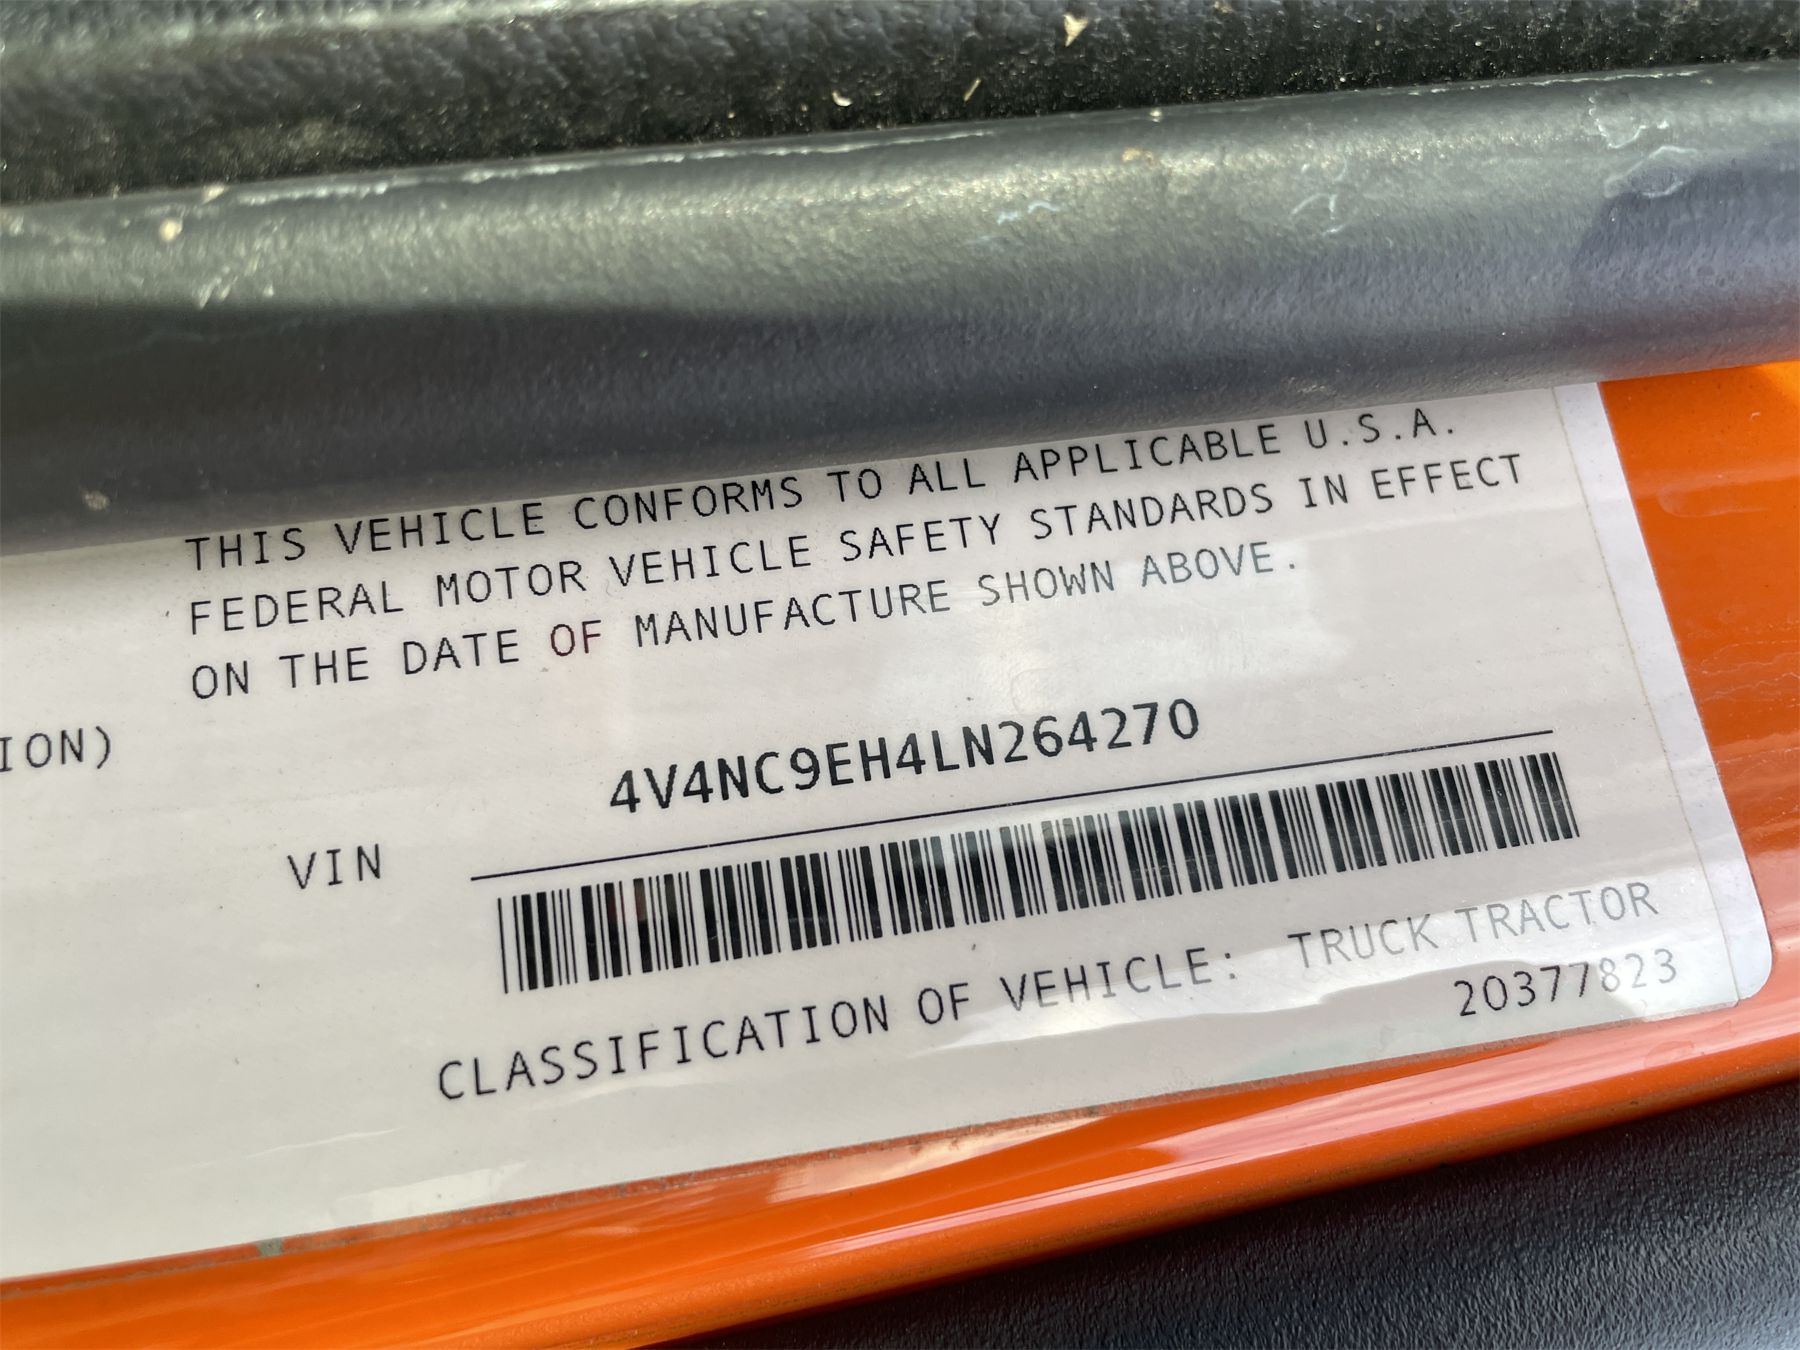 THIS VEHICLE CONFORMS TO ALL APPLICABLE U.S.A.
FEDERAL MOTOR VEHICLE SAFETY STANDARDS IN EFFECT
ON THE DATE OF MANUFACTURE SHOWN ABOVE.
ION)
4V4NC9EH4LN264270
VIN
CLASSIFICATION OF VEHICLE: TRUCK TRACTOR
20377823